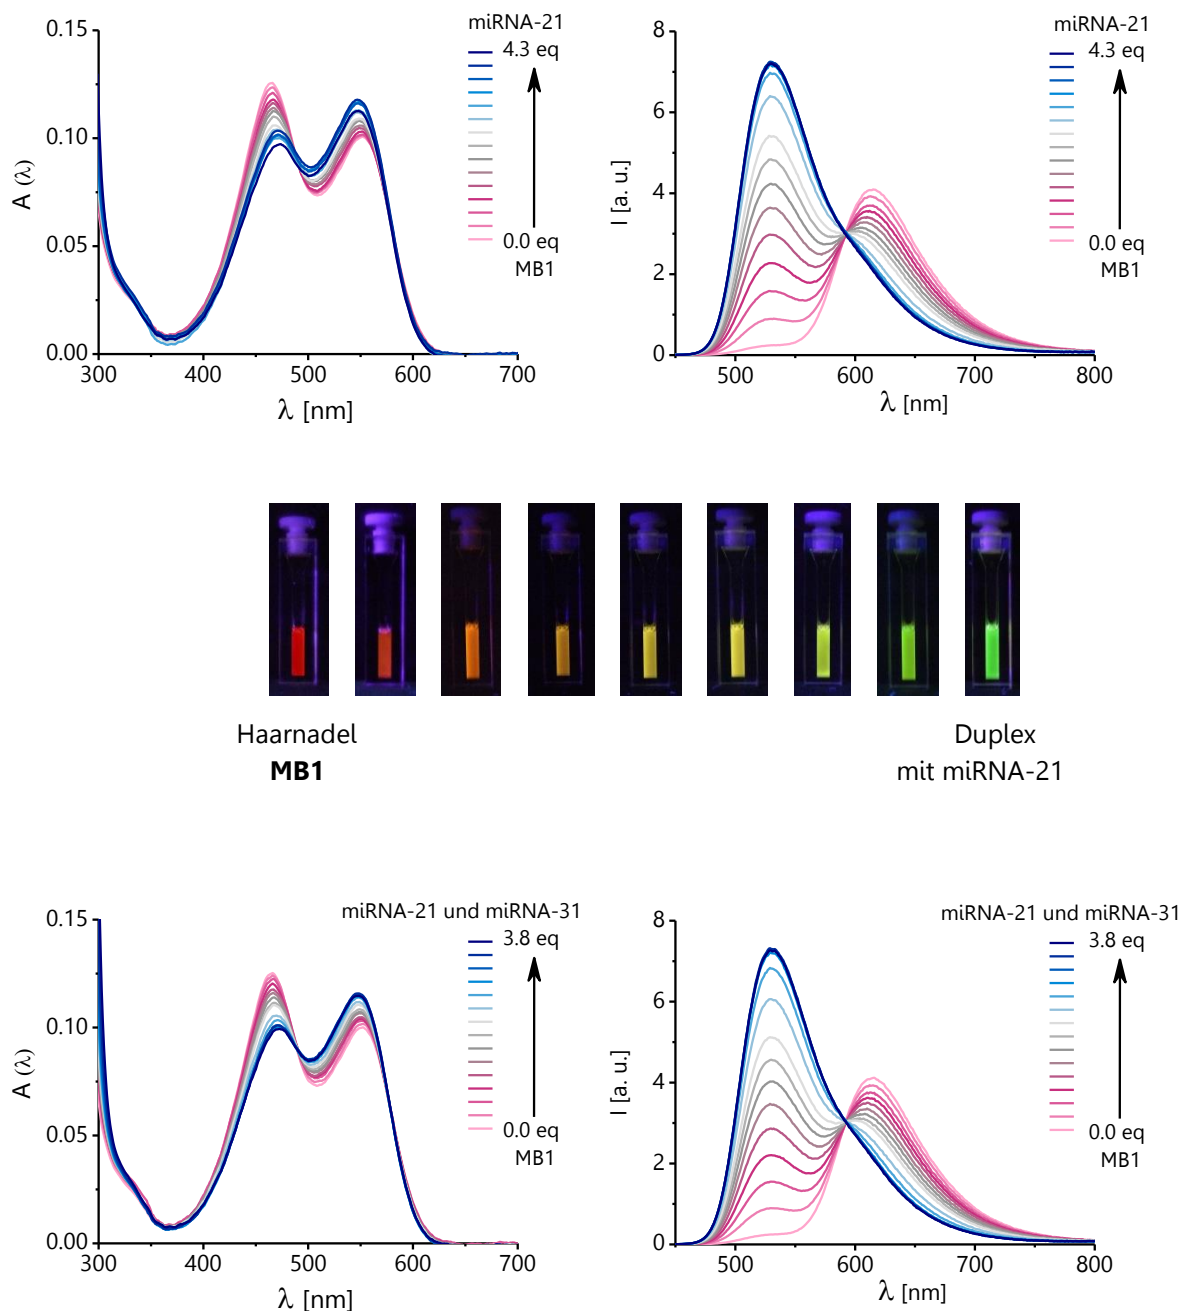 miRNA-21
4.3 eq
0.0 eq
MB1
0.15
0.10
0.05
0.00
A (λ)
300 400 500 600 700
λ [nm]
miRNA-21
4.3 eq
0.0 eq
MB1
8
6
4
2
0
I [a. u.]
500 600 700 800
λ [nm]
Haarnadel
MB1
Duplex
mit miRNA-21
miRNA-21 und miRNA-31
3.8 eq
0.0 eq
MB1
0.15
0.10
0.05
0.00
A (λ)
300 400 500 600 700
λ [nm]
miRNA-21 und miRNA-31
3.8 eq
0.0 eq
MB1
8
6
4
2
0
I [a. u.]
500 600 700 800
λ [nm]